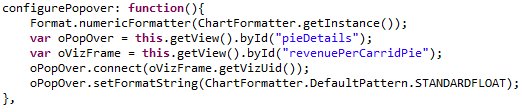 configurePopover: function(){
    Format.numericFormatter(ChartFormatter.getInstance());
    var oPopOver = this.getView().byId("pieDetails");
    var oVizFrame = this.getView().byId("revenuePerCarridPie");
    oPopOver.connect(oVizFrame.getVizUid());
    oPopOver.setFormatString(ChartFormatter.DefaultPattern.STANDARDFLOAT);
},